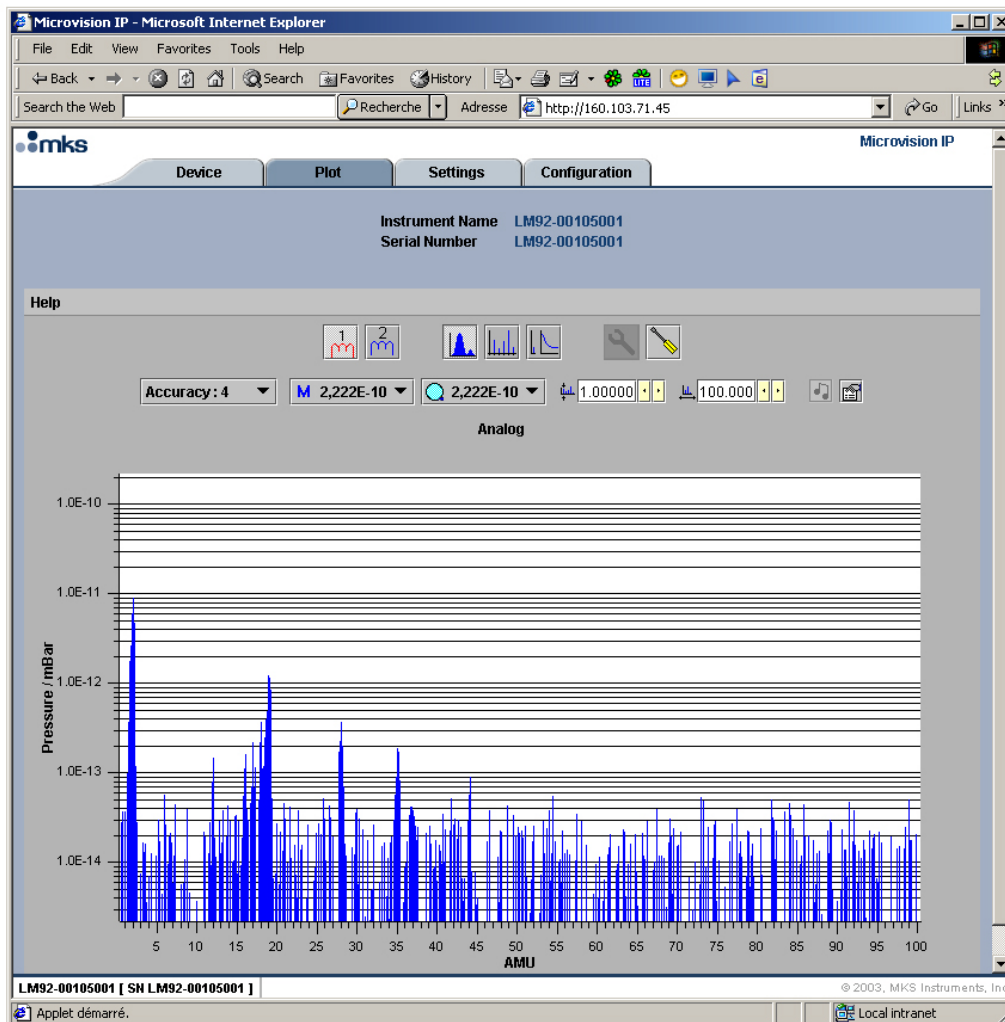 Microvision IP - Microsoft Internet Explorer
File Edit View Favorites Tools Help
Back Search Favorites History
Search the Web Recherche Adresse http://160.103.71.45 Go Links »
mks Microvision IP
Device Plot Settings Configuration
Instrument Name LM92-00105001
Serial Number LM92-00105001
Help
1 2
Accuracy : 4 M 2,222E-10 2,222E-10 1.00000 100.000
Analog
Pressure / mBar
1.0E-10
1.0E-11
1.0E-12
1.0E-13
1.0E-14
5 10 15 20 25 30 35 40 45 50 55 60 65 70 75 80 85 90 95 100
AMU
LM92-00105001 [ SN LM92-00105001 ] © 2003, MKS Instruments, Inc
Applet démarré. Local intranet